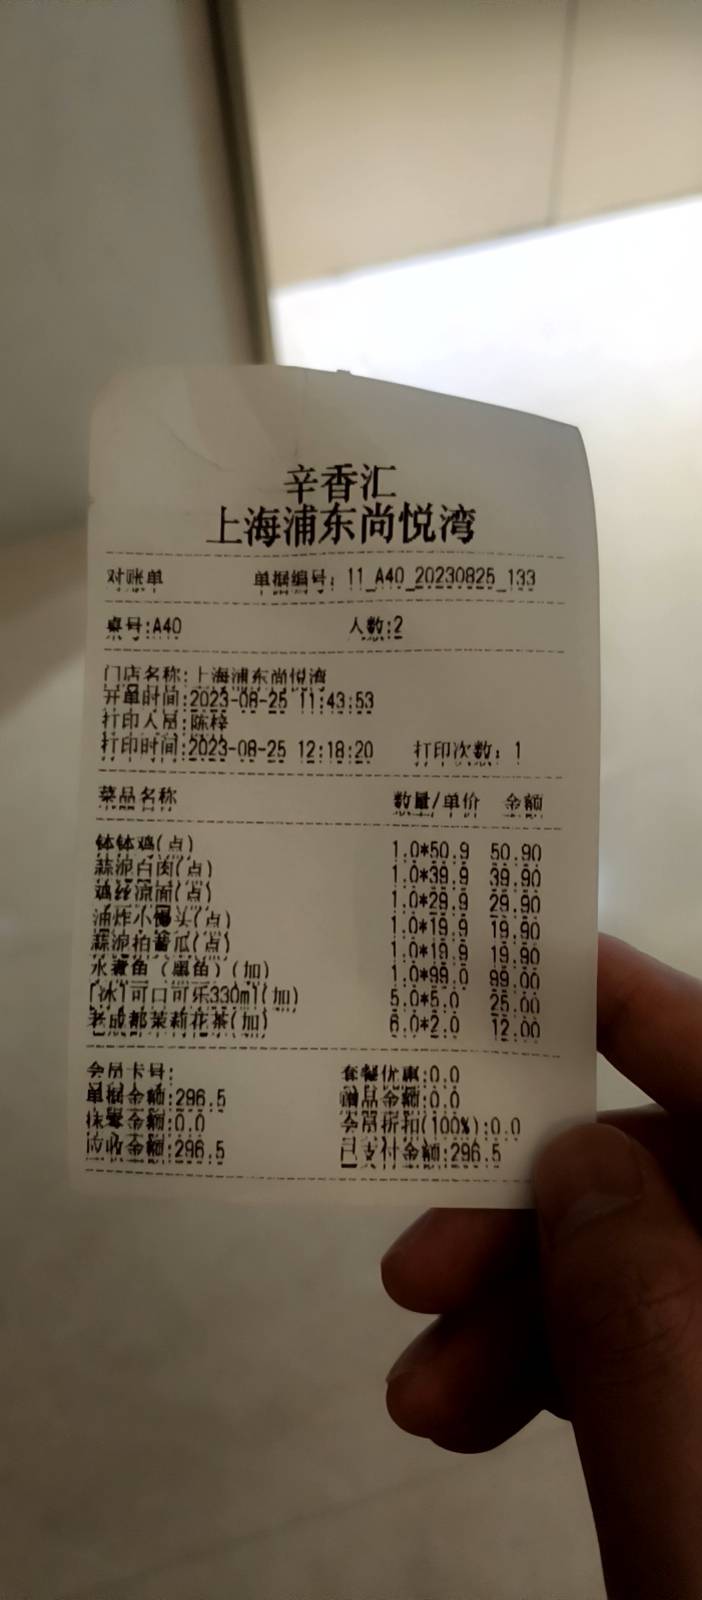 辛香汇
上海浦东尚悦湾
对账单 单据编号: 11_A40_20230825_133
桌号:A40 人数:2
门店名称:上海浦东尚悦湾
开单时间:2023-08-25 11:43:53
打印人员:陈梓
打印时间:2023-08-25 12:18:20 打印次数: 1
菜品名称 数量/单价 金额
钵钵鸡(点) 1.0*50.9 50.90
蒜泥白肉(点) 1.0*39.9 39.90
鸡丝凉面(点) 1.0*29.9 29.90
油炸小馒头(点) 1.0*19.9 19.90
蒜泥拍黄瓜(点) 1.0*19.9 19.90
水煮鱼（黑鱼）(加) 1.0*99.0 99.00
[冰]可口可乐330ml(加) 5.0*5.0 25.00
老成都茉莉花茶(加) 6.0*2.0 12.00
会员卡号: 套餐优惠:0.0
单据金额:296.5 赠品金额:0.0
抹零金额:0.0 会员折扣(100%):0.0
应收金额:296.5 已支付金额:296.5